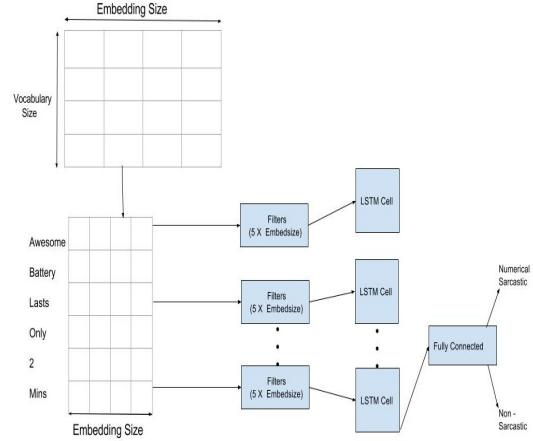 Embedding Size
Vocabulary
Size
Awesome
Battery
Lasts
Only
2
Mins
Embedding Size
Filters
(5 X Embedsize)
LSTM Cell
Filters
(5 X Embedsize)
LSTM Cell
Filters
(5 X Embedsize)
LSTM Cell
Fully Connected
Numerical
Sarcastic
Non -
Sarcastic